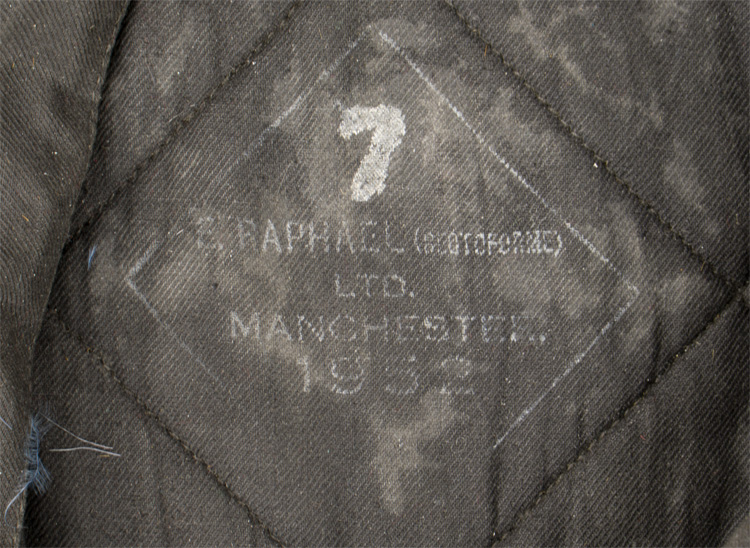 7
RAPHAEL
LTD.
MANCHESTER.
1952